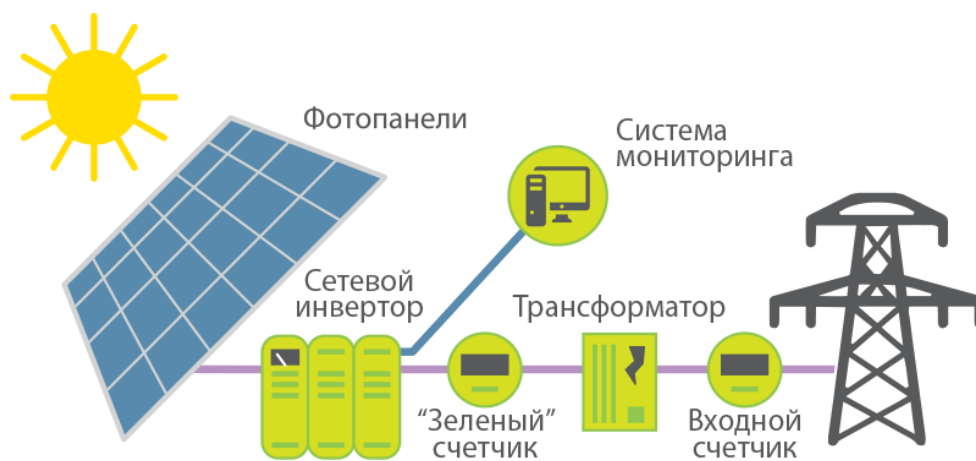 Фотопанели
Система
мониторинга
Сетевой
инвертор
Трансформатор
“Зеленый”
счетчик
Входной
счетчик